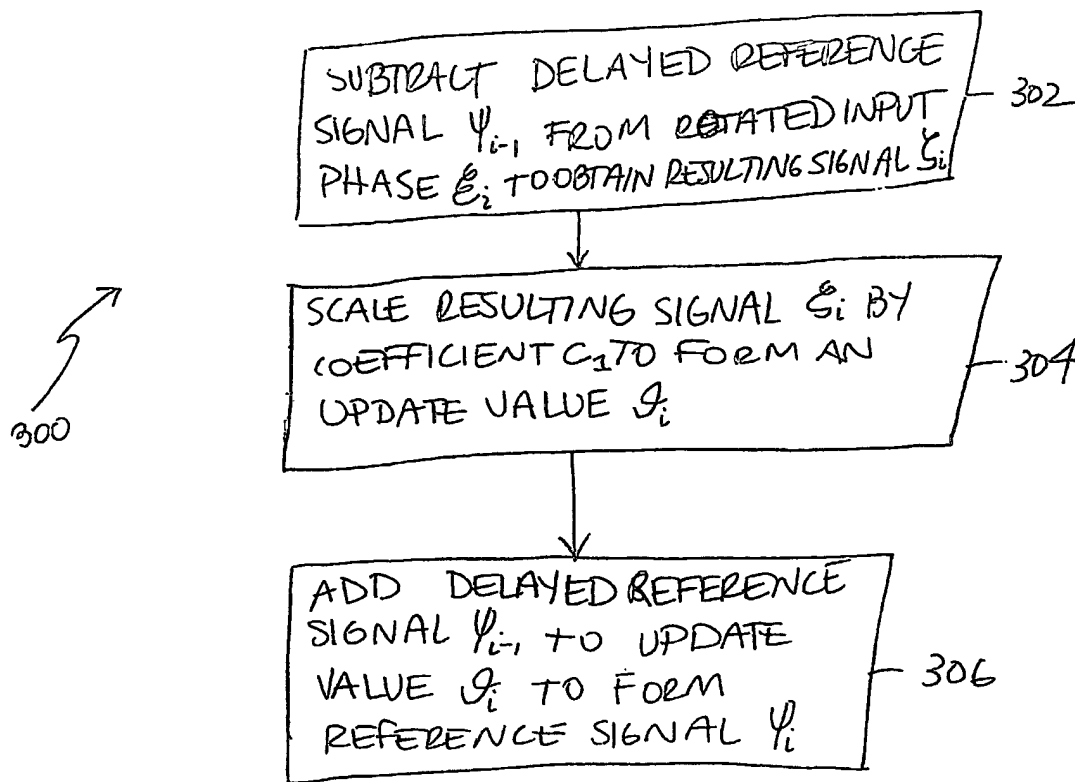 SUBTRACT DELAYED REFERENCE
SIGNAL ψᵢ₋₁ FROM ROTATED INPUT
PHASE ξᵢ TO OBTAIN RESULTING SIGNAL ζᵢ
302
SCALE RESULTING SIGNAL ξᵢ BY
COEFFICIENT C₁ TO FORM AN
UPDATE VALUE ϑᵢ
304
300
ADD DELAYED REFERENCE
SIGNAL ψᵢ₋₁ TO UPDATE
VALUE ϑᵢ TO FORM
REFERENCE SIGNAL ψᵢ
306